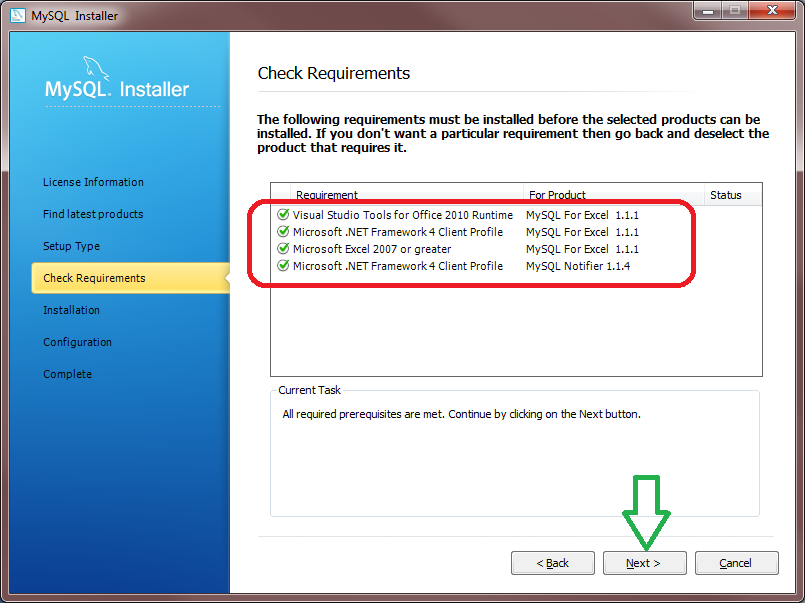 MySQL Installer
MySQL. Installer
License Information
Find latest products
Setup Type
Check Requirements
Installation
Configuration
Complete
Check Requirements
The following requirements must be installed before the selected products can be
installed. If you don't want a particular requirement then go back and deselect the
product that requires it.
Requirement For Product Status
Visual Studio Tools for Office 2010 Runtime MySQL For Excel 1.1.1
Microsoft .NET Framework 4 Client Profile MySQL For Excel 1.1.1
Microsoft Excel 2007 or greater MySQL For Excel 1.1.1
Microsoft .NET Framework 4 Client Profile MySQL Notifier 1.1.4
Current Task
All required prerequisites are met. Continue by clicking on the Next button.
< Back Next > Cancel